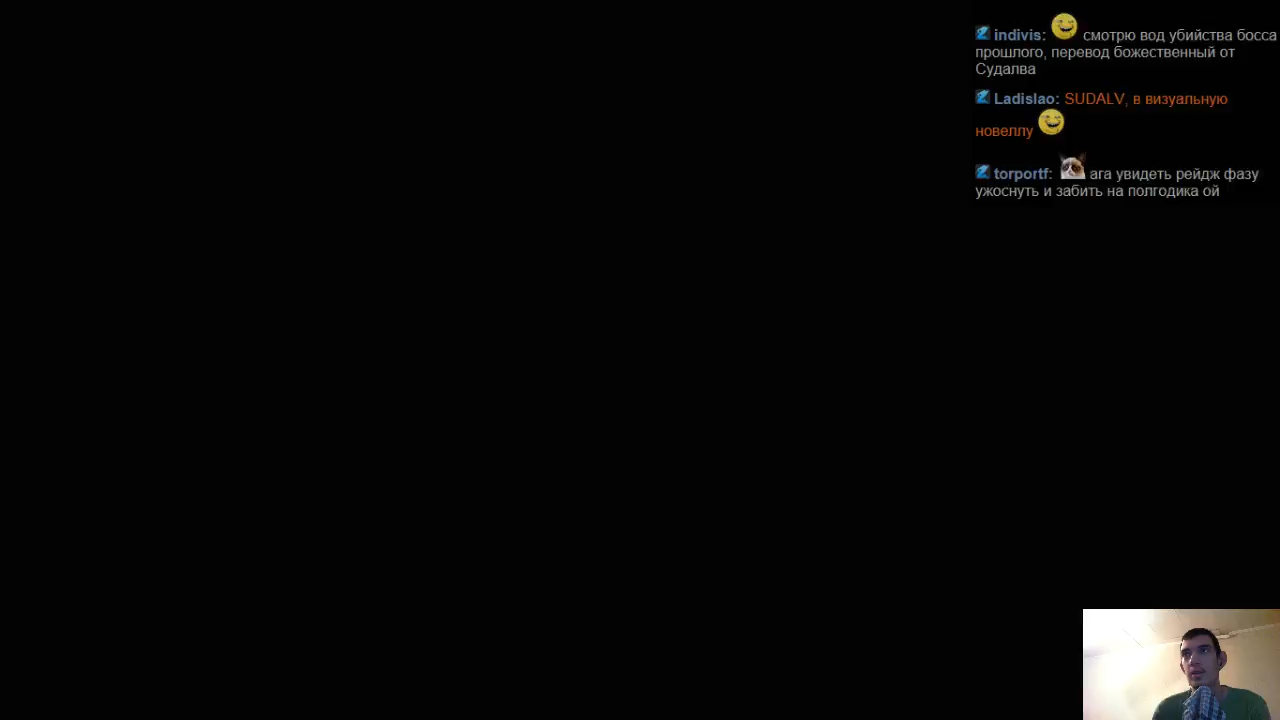 indivis: смотрю вод убийства босса
прошлого, перевод божественный от
Судалва
Ladislao: SUDALV, в визуальную
новеллу
torportf: ага увидеть рейдж фазу
ужоснуть и забить на полгодика ой